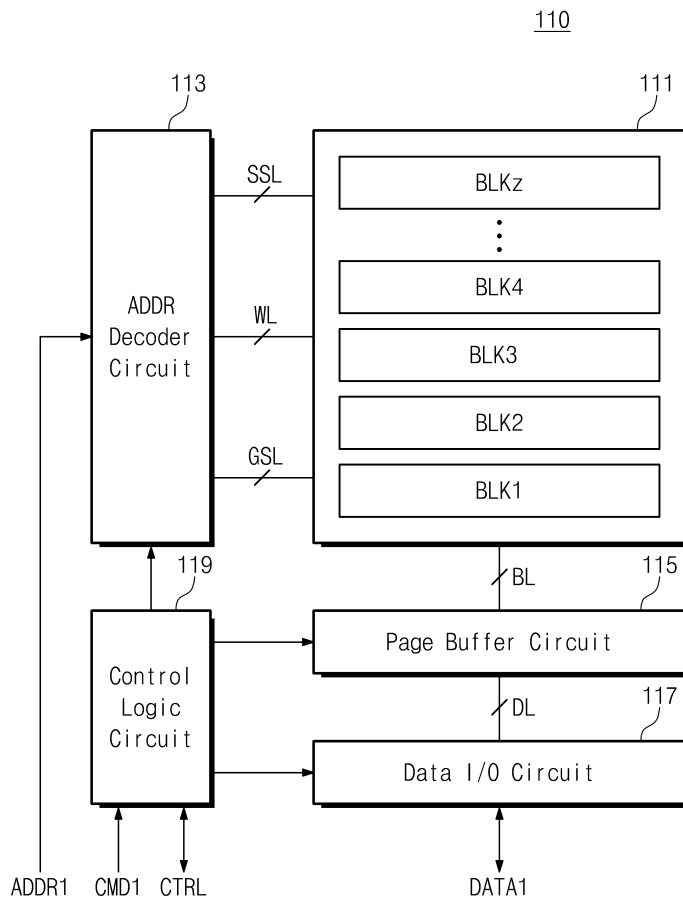 110
113
111
SSL
BLKz
ADDR
Decoder
Circuit
BLK4
WL
BLK3
BLK2
GSL
BLK1
119
BL
115
Control
Logic
Circuit
Page Buffer Circuit
DL
117
Data I/O Circuit
ADDR1
CMD1
CTRL
DATA1